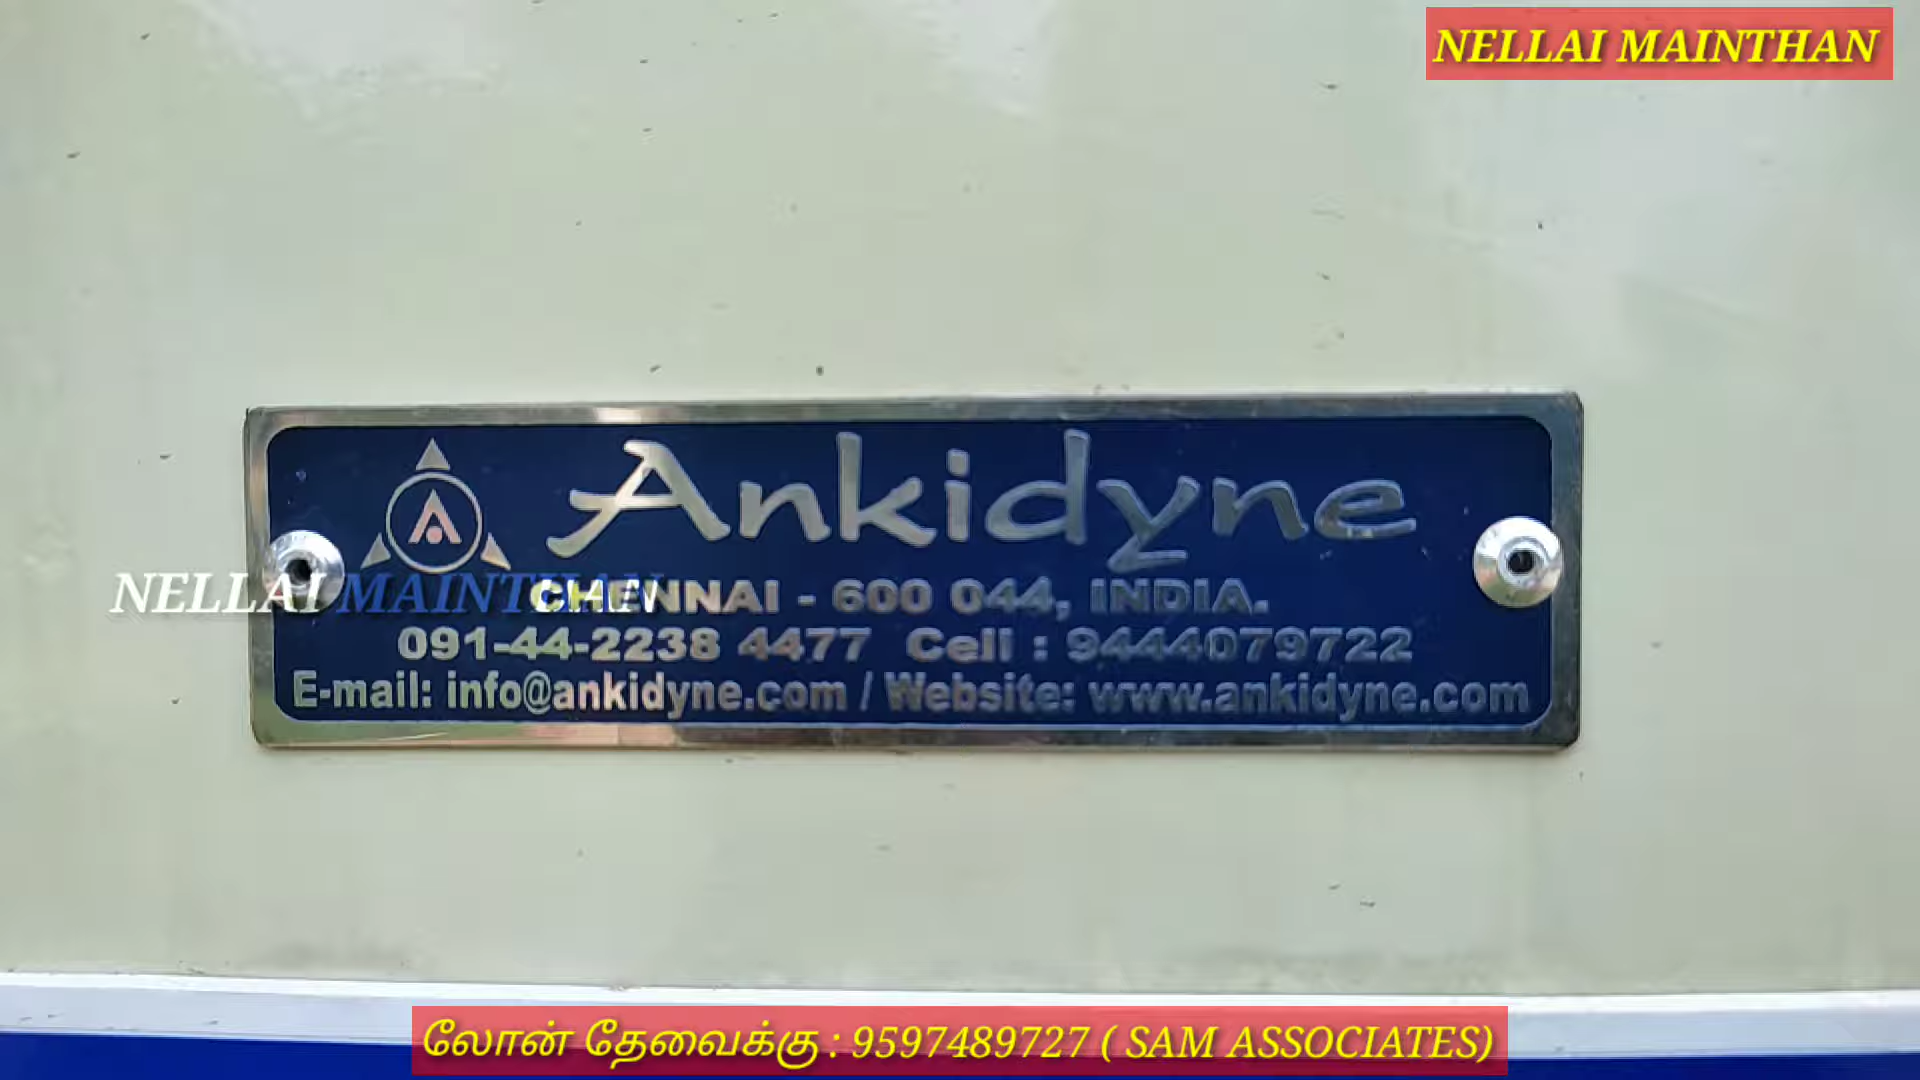 NELLAI MAINTHAN
Ankidyne
NELLAI MAINTHAN
CHENNAI - 600 044, INDIA.
091-44-2238 4477 Cell : 9444079722
E-mail: info@ankidyne.com / Website: www.ankidyne.com
லோன் தேவைக்கு : 9597489727 ( SAM ASSOCIATES)